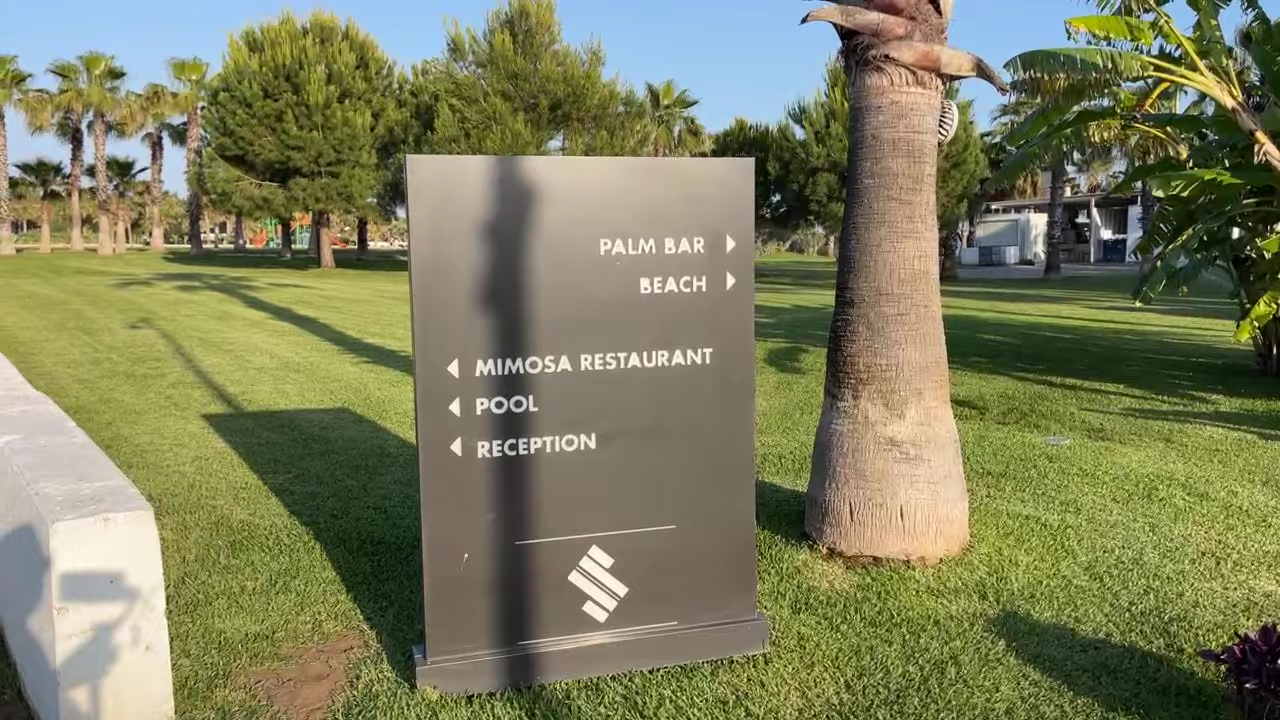 PALM BAR
BEACH
MIMOSA RESTAURANT
POOL
RECEPTION